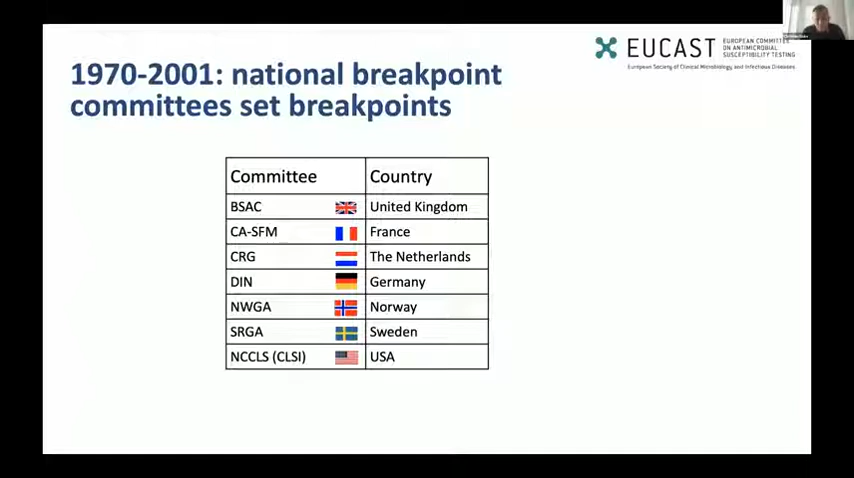 EUCAST
EUROPEAN COMMITTEE
ON ANTIMICROBIAL
SUSCEPTIBILITY TESTING
European Society of Clinical Microbiology and Infectious Diseases
1970-2001: national breakpoint
committees set breakpoints
Committee Country
BSAC United Kingdom
CA-SFM France
CRG The Netherlands
DIN Germany
NWGA Norway
SRGA Sweden
NCCLS (CLSI) USA